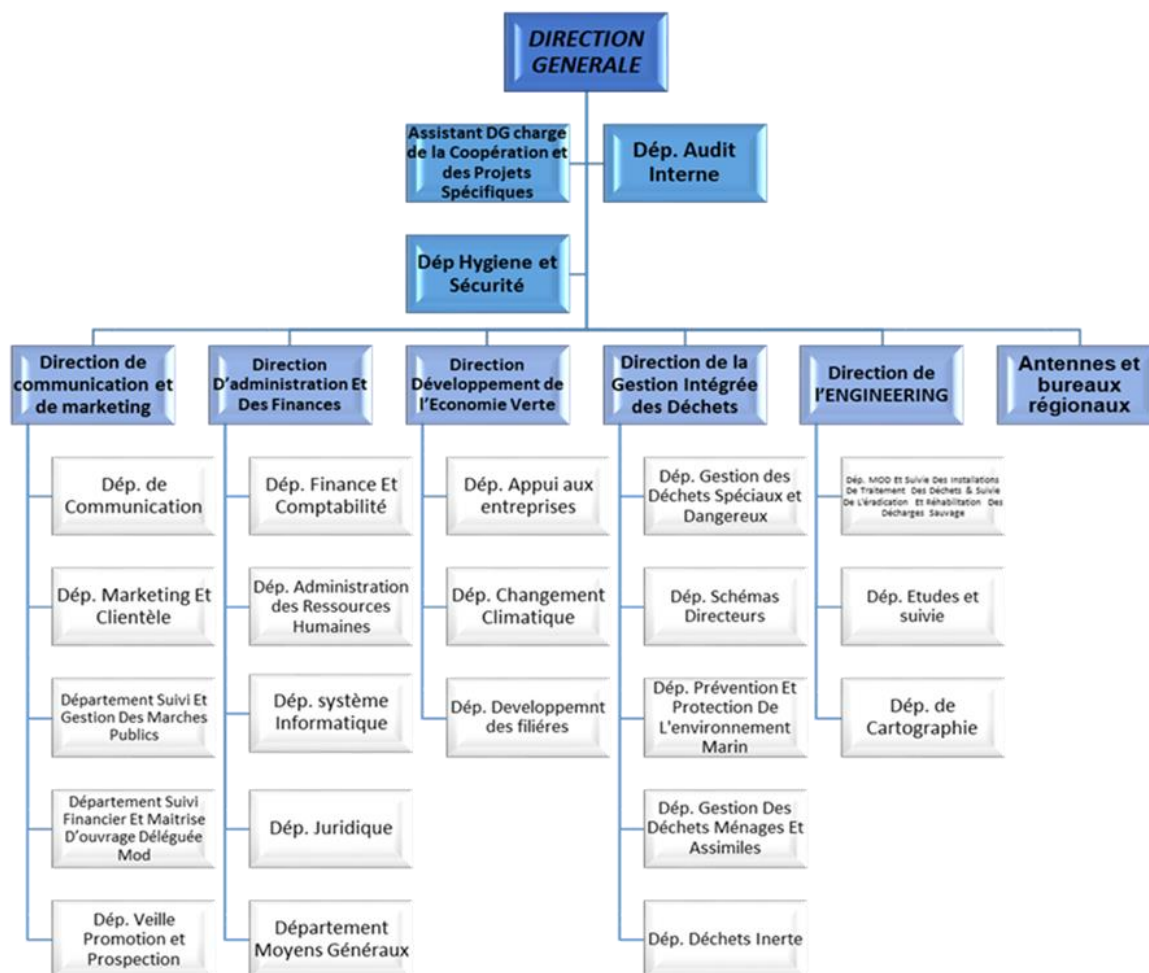 DIRECTION
GENERALE
Assistant DG charge
de la Coopération et
des Projets
Spécifiques
Dép. Audit
Interne
Dép Hygiene et
Sécurité
Direction de
communication et
de marketing
Direction
D'administration Et
Des Finances
Direction
Développement de
l'Economie Verte
Direction de la
Gestion Intégrée
des Déchets
Direction de
l'ENGINEERING
Antennes et
bureaux
régionaux
Dép. de
Communication
Dép. Marketing Et
Clientèle
Département Suivi Et
Gestion Des Marches
Publics
Département Suivi
Financier Et Maitrise
D'ouvrage Déléguée
Mod
Dép. Veille
Promotion et
Prospection
Dép. Finance Et
Comptabilité
Dép. Administration
des Ressources
Humaines
Dép. système
Informatique
Dép. Juridique
Département
Moyens Généraux
Dép. Appui aux
entreprises
Dép. Changement
Climatique
Dép. Developpemnt
des filiéres
Dép. Gestion des
Déchets Spéciaux et
Dangereux
Dép. Schémas
Directeurs
Dép. Prévention Et
Protection De
L'environnement
Marin
Dép. Gestion Des
Déchets Ménages Et
Assimiles
Dép. Déchets Inerte
Dép. MOD Et Suivie Des Installations
De Traitement Des Déchets & Suivie
De L'éradication Et Réhabilitation Des
Décharges Sauvage
Dép. Etudes et
suivie
Dép. de
Cartographie